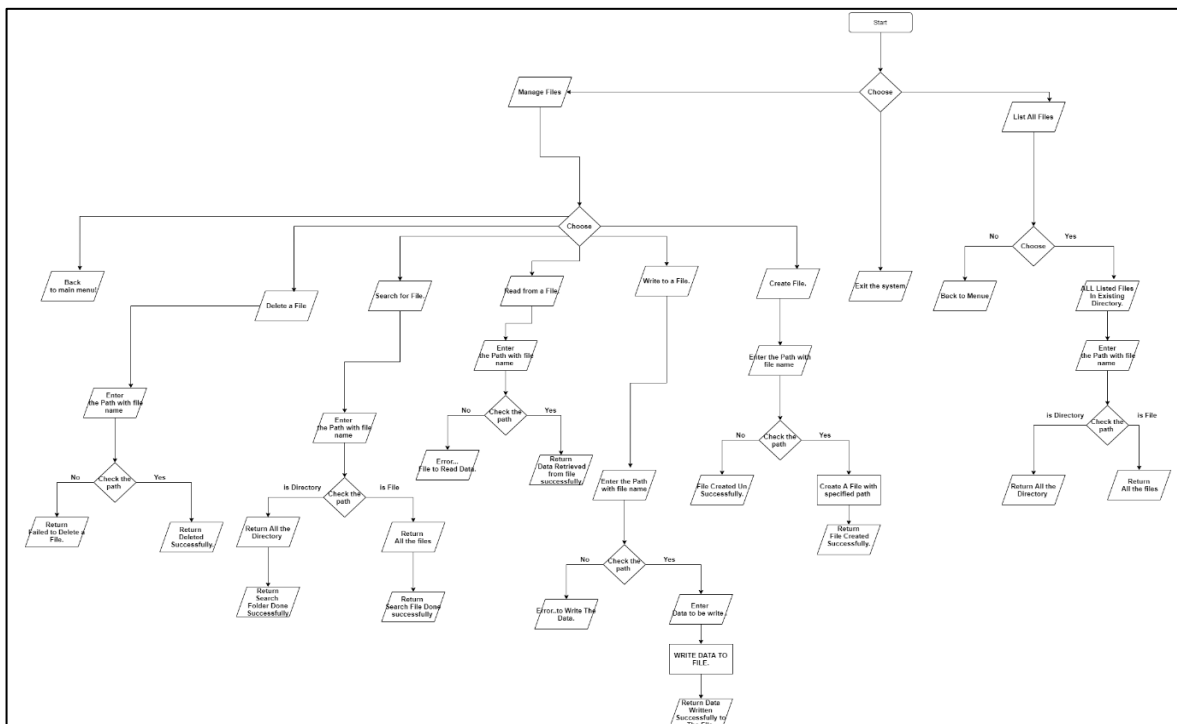 Start
Choose
Manage Files
List All Files
Choose
No
Choose
Yes
Back
to main menu!
Delete a File
Search for File.
Read from a File
Write to a File.
Create File.
Exit the system
Back to Menue
ALL Listed Files
In Existing
Directory.
Enter
the Path with file
name
Enter
the Path with file
name
Enter the Path with
file name
Enter
the Path with file
name
Enter
the Path with file
name
No
Check the
path
Yes
No
Check the
path
Yes
is Directory
Check the
path
is File
Error...
File to Read Data.
Return
Data Retrieved
from file
successfully
Enter the Path
with file name
File Created Un
Successfully.
Create A File with
specified path
Return All the
Directory
Return
All the files
No
Check the
path
Yes
is Directory
Check the
path
is File
Return
Failed to Delete a
File.
Return
Deleted
Successfully.
Return All the
Directory
Return
All the files
Return
File Created
Successfully.
No
Check the
path
Yes
Return
Search
Folder Done
Successfully
Return
Search File Done
successfully
Error..to Write The
Data.
Enter
Data to be write.
WRITE DATA TO
FILE.
Return Data
Written
Successfully to
The File